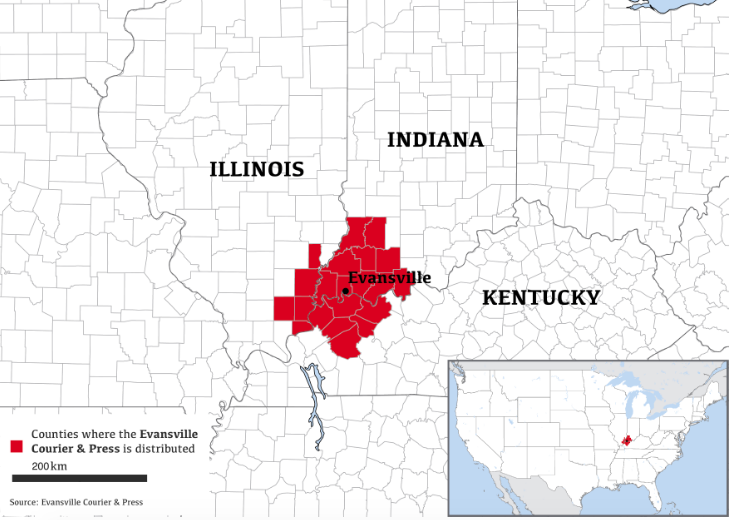 INDIANA
ILLINOIS
Evansville
KENTUCKY
Counties where the Evansville
Courier & Press is distributed
200 km
Source: Evansville Courier & Press